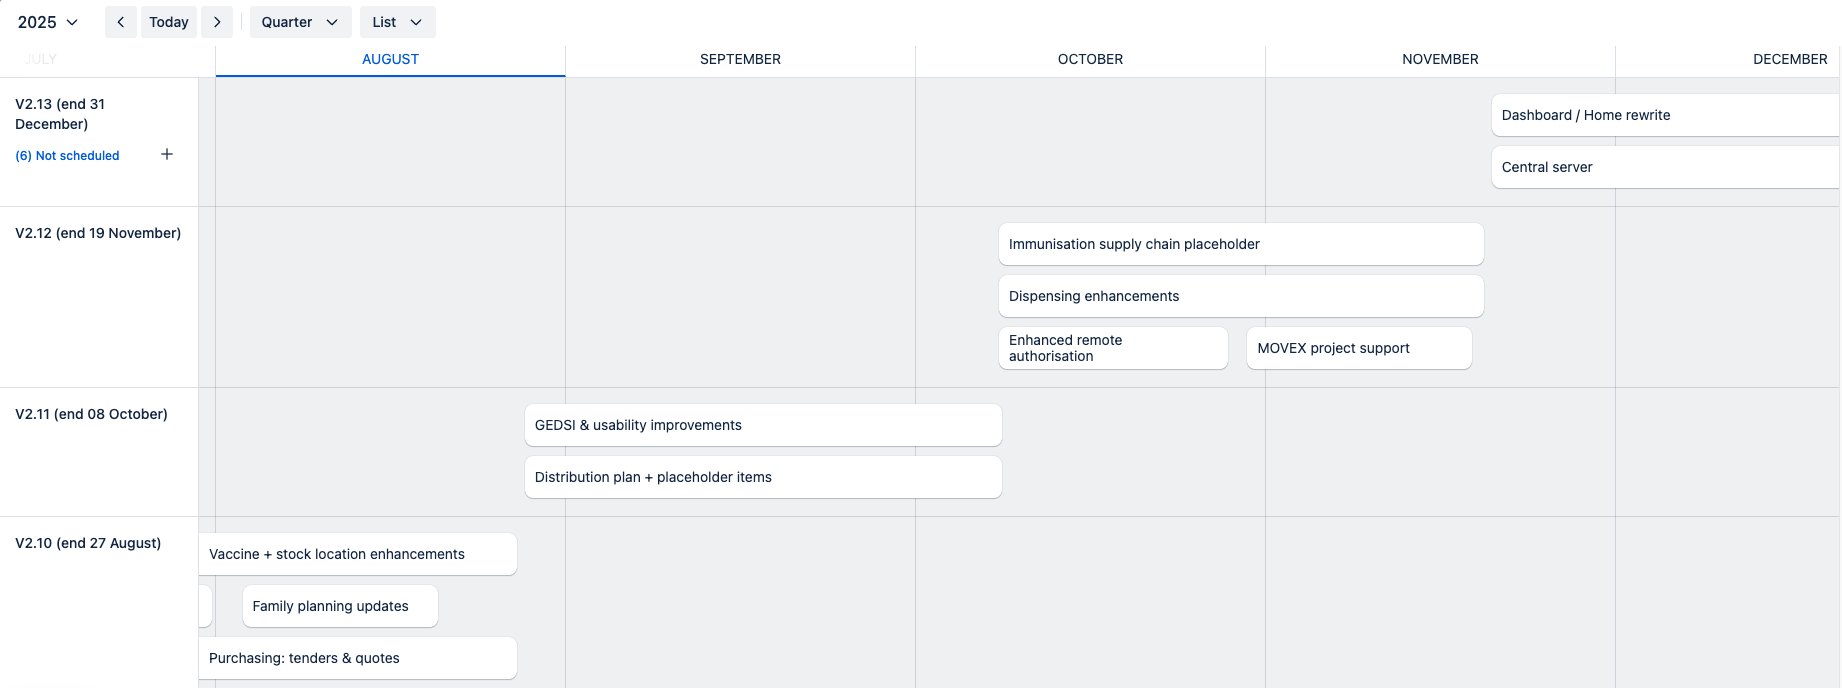 2025
Today
Quarter
List
JULY
AUGUST
SEPTEMBER
OCTOBER
NOVEMBER
DECEMBER
V2.13 (end 31
December)
(6) Not scheduled
Dashboard / Home rewrite
Central server
V2.12 (end 19 November)
Immunisation supply chain placeholder
Dispensing enhancements
Enhanced remote
authorisation
MOVEX project support
V2.11 (end 08 October)
GEDSI & usability improvements
Distribution plan + placeholder items
V2.10 (end 27 August)
Vaccine + stock location enhancements
Family planning updates
Purchasing: tenders & quotes